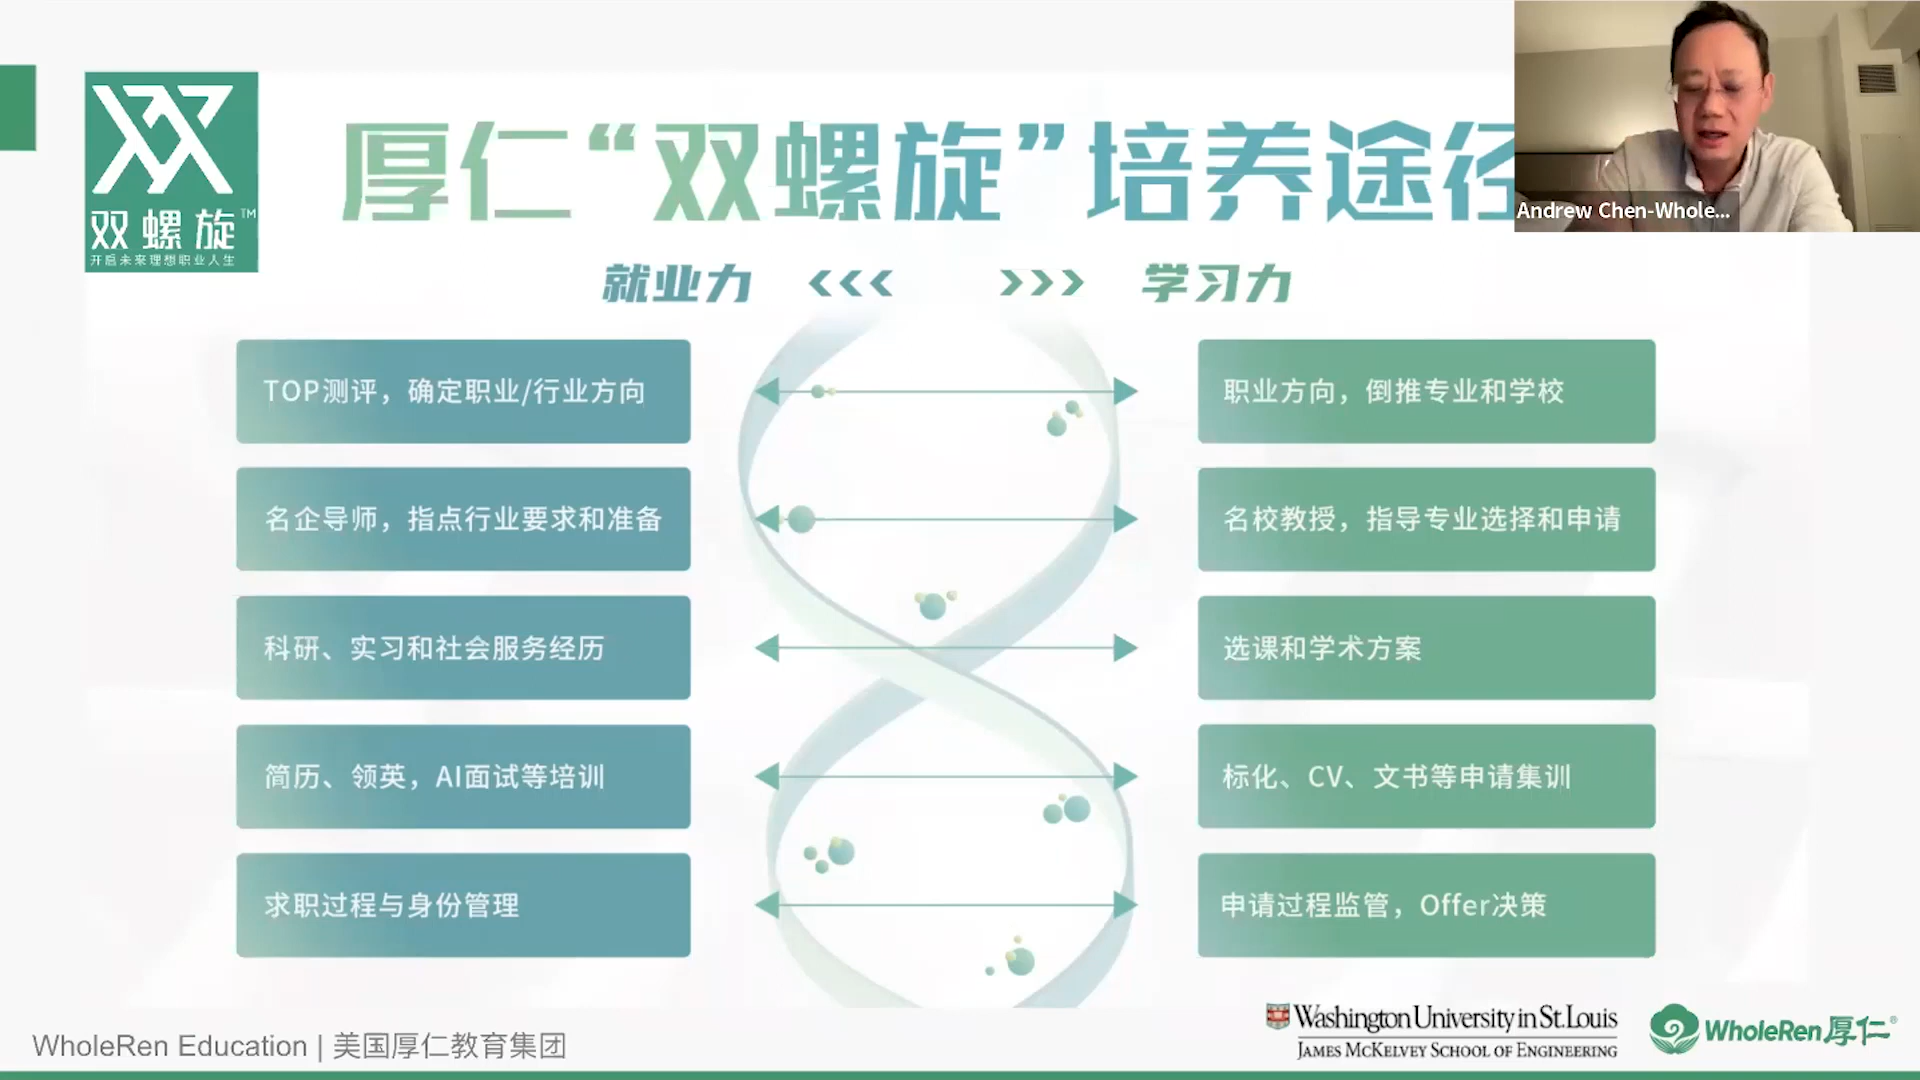 双螺旋™
开启未来理想职业人生
厚仁“双螺旋”培养途径
Andrew Chen-Whole...
就业力 <<< >>> 学习力
TOP测评，确定职业/行业方向
职业方向，倒推专业和学校
名企导师，指点行业要求和准备
名校教授，指导专业选择和申请
科研、实习和社会服务经历
选课和学术方案
简历、领英，AI面试等培训
标化、CV、文书等申请集训
求职过程与身份管理
申请过程监管，Offer决策
WholeRen Education | 美国厚仁教育集团
Washington University in St. Louis
JAMES MCKELVEY SCHOOL OF ENGINEERING
WholeRen厚仁®